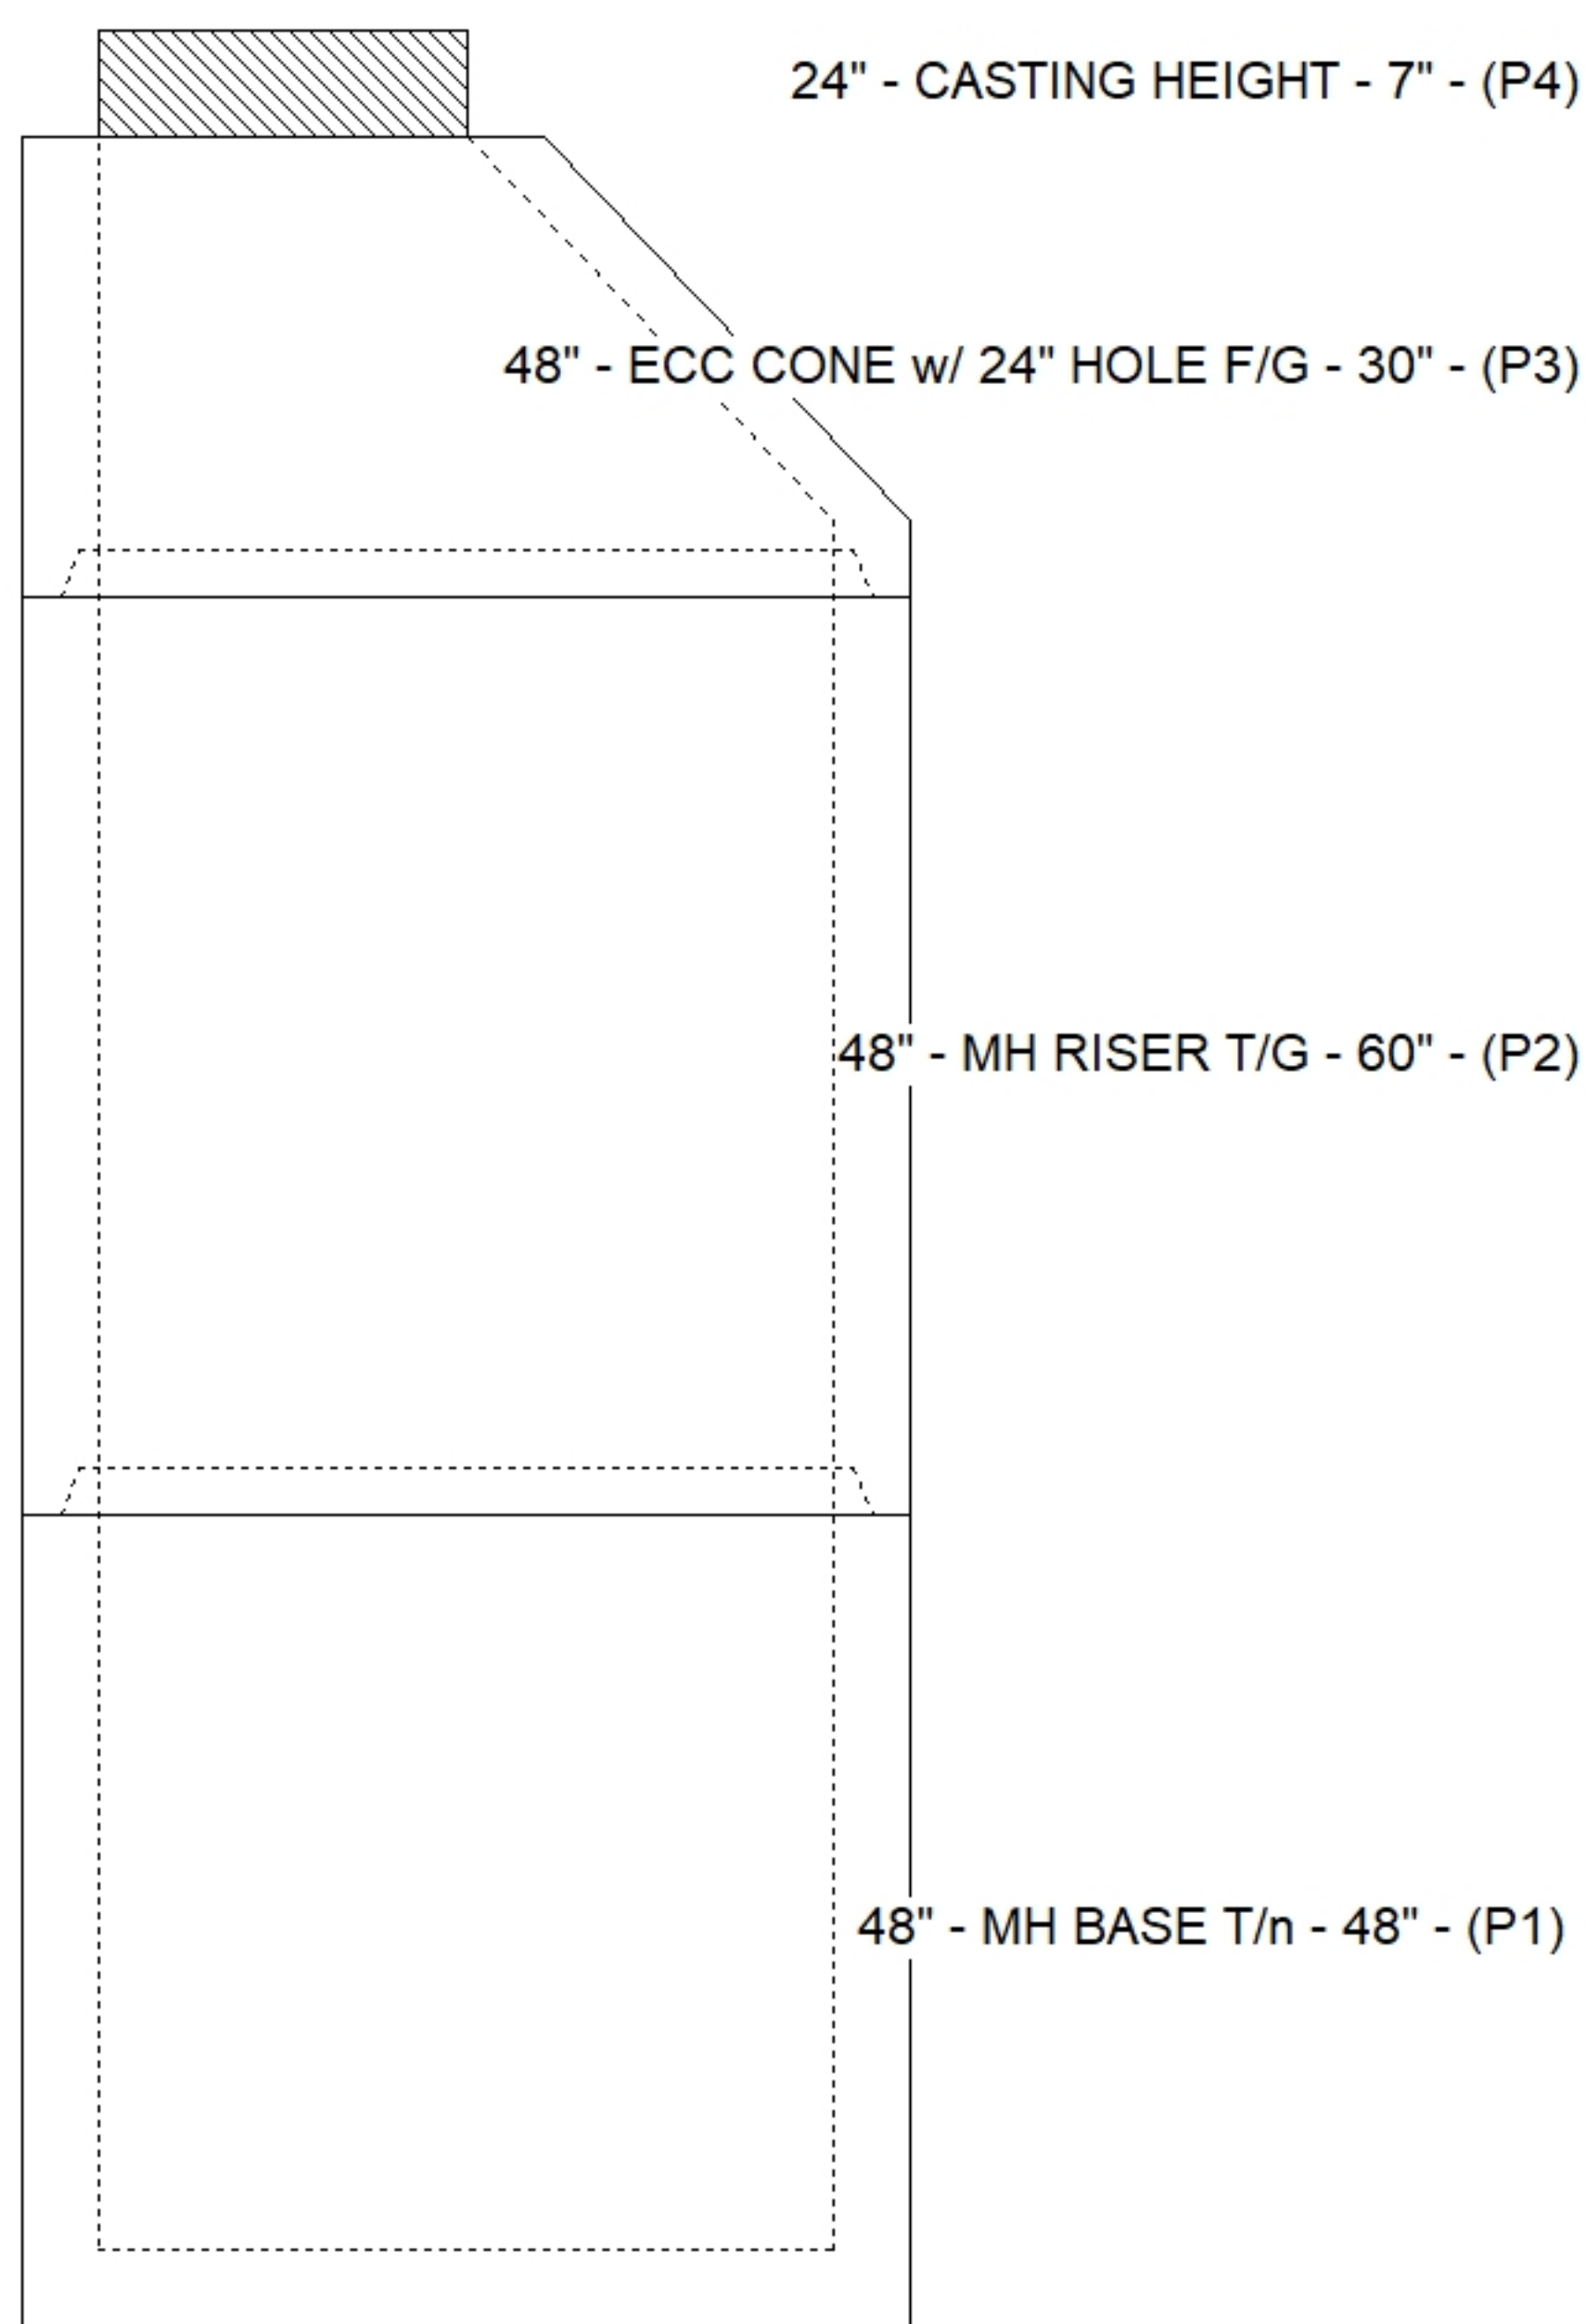 24" - CASTING HEIGHT - 7" - (P4)
48" - ECC CONE w/ 24" HOLE F/G - 30" - (P3)
48" - MH RISER T/G - 60" - (P2)
48" - MH BASE T/n - 48" - (P1)